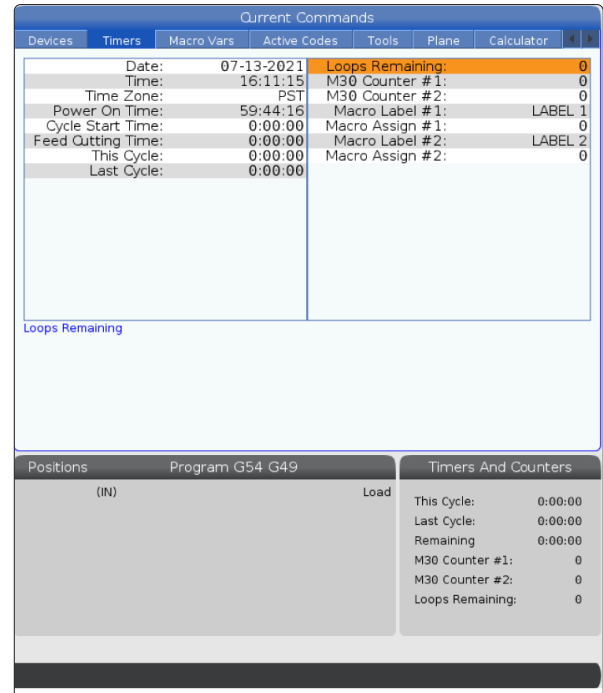 Current Commands
Devices Timers Macro Vars Active Codes Tools Plane Calculator
Date: 07-13-2021
Time: 16:11:15
Time Zone: PST
Power On Time: 59:44:16
Cycle Start Time: 0:00:00
Feed Cutting Time: 0:00:00
This Cycle: 0:00:00
Last Cycle: 0:00:00
Loops Remaining: 0
M30 Counter #1: 0
M30 Counter #2: 0
Macro Label #1: LABEL 1
Macro Assign #1: 0
Macro Label #2: LABEL 2
Macro Assign #2: 0
Loops Remaining
Positions Program G54 G49
(IN) Load
Timers And Counters
This Cycle: 0:00:00
Last Cycle: 0:00:00
Remaining 0:00:00
M30 Counter #1: 0
M30 Counter #2: 0
Loops Remaining: 0